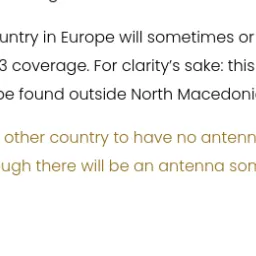 untry in Europe will sometimes or
3 coverage. For clarity's sake: this
be found outside North Macedoni
other country to have no antenn
ugh there will be an antenna som